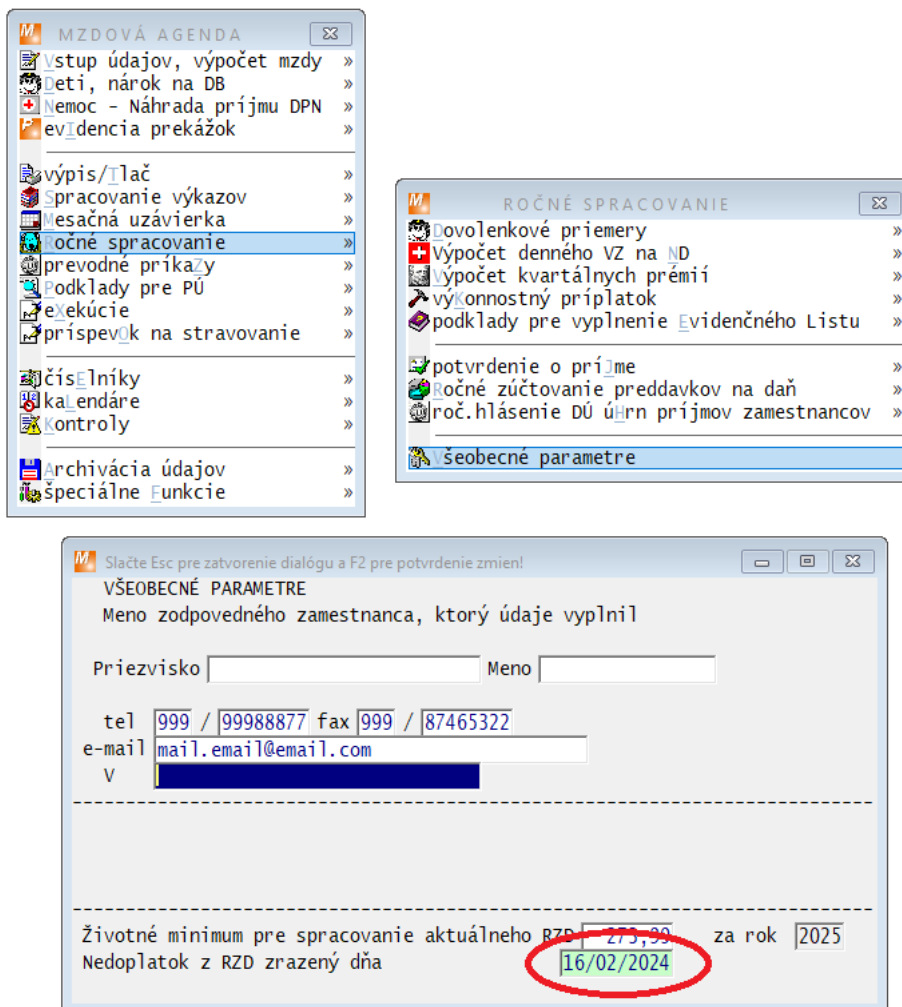 MZDOVÁ AGENDA
Vstup údajov, výpočet mzdy »
Deti, nárok na DB »
Nemoc - Náhrada príjmu DPN »
evIdencia prekážok »
výpis/Tlač »
Spracovanie výkazov »
Mesačná uzávierka »
Ročné spracovanie »
prevodné príkaZy »
Podklady pre PÚ »
eXekúcie »
príspevOk na stravovanie »
čísElníky »
kaLendáre »
Kontroly »
Archivácia údajov »
špeciálne Funkcie »
ROČNÉ SPRACOVANIE
Dovolenkové priemery »
Výpočet denného VZ na ND »
Výpočet kvartálnych prémií »
výKonnostný príplatok »
podklady pre vyplnenie Evidenčného Listu »
potvrdenie o príJme »
Ročné zúčtovanie preddavkov na daň »
roč.hlásenie DÚ úHrn príjmov zamestnancov »
Všeobecné parametre
Slačte Esc pre zatvorenie dialógu a F2 pre potvrdenie zmien!
VŠEOBECNÉ PARAMETRE
Meno zodpovedného zamestnanca, ktorý údaje vyplnil
Priezvisko Meno
tel 999 / 99988877 fax 999 / 87465322
e-mail mail.email@email.com
V
Životné minimum pre spracovanie aktuálneho RZD 273,99 za rok 2025
Nedoplatok z RZD zrazený dňa 16/02/2024